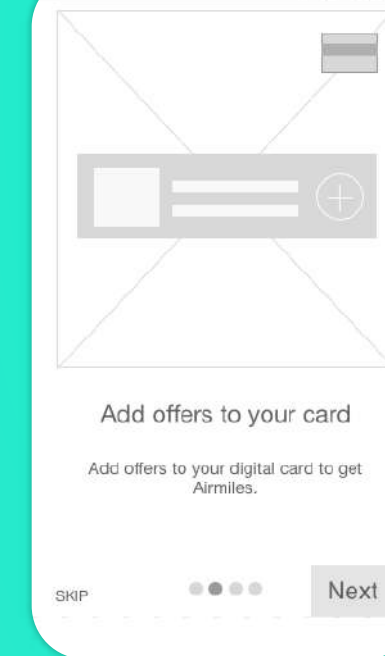 Add offers to your card
Add offers to your digital card to get
Airmiles.
SKIP
Next